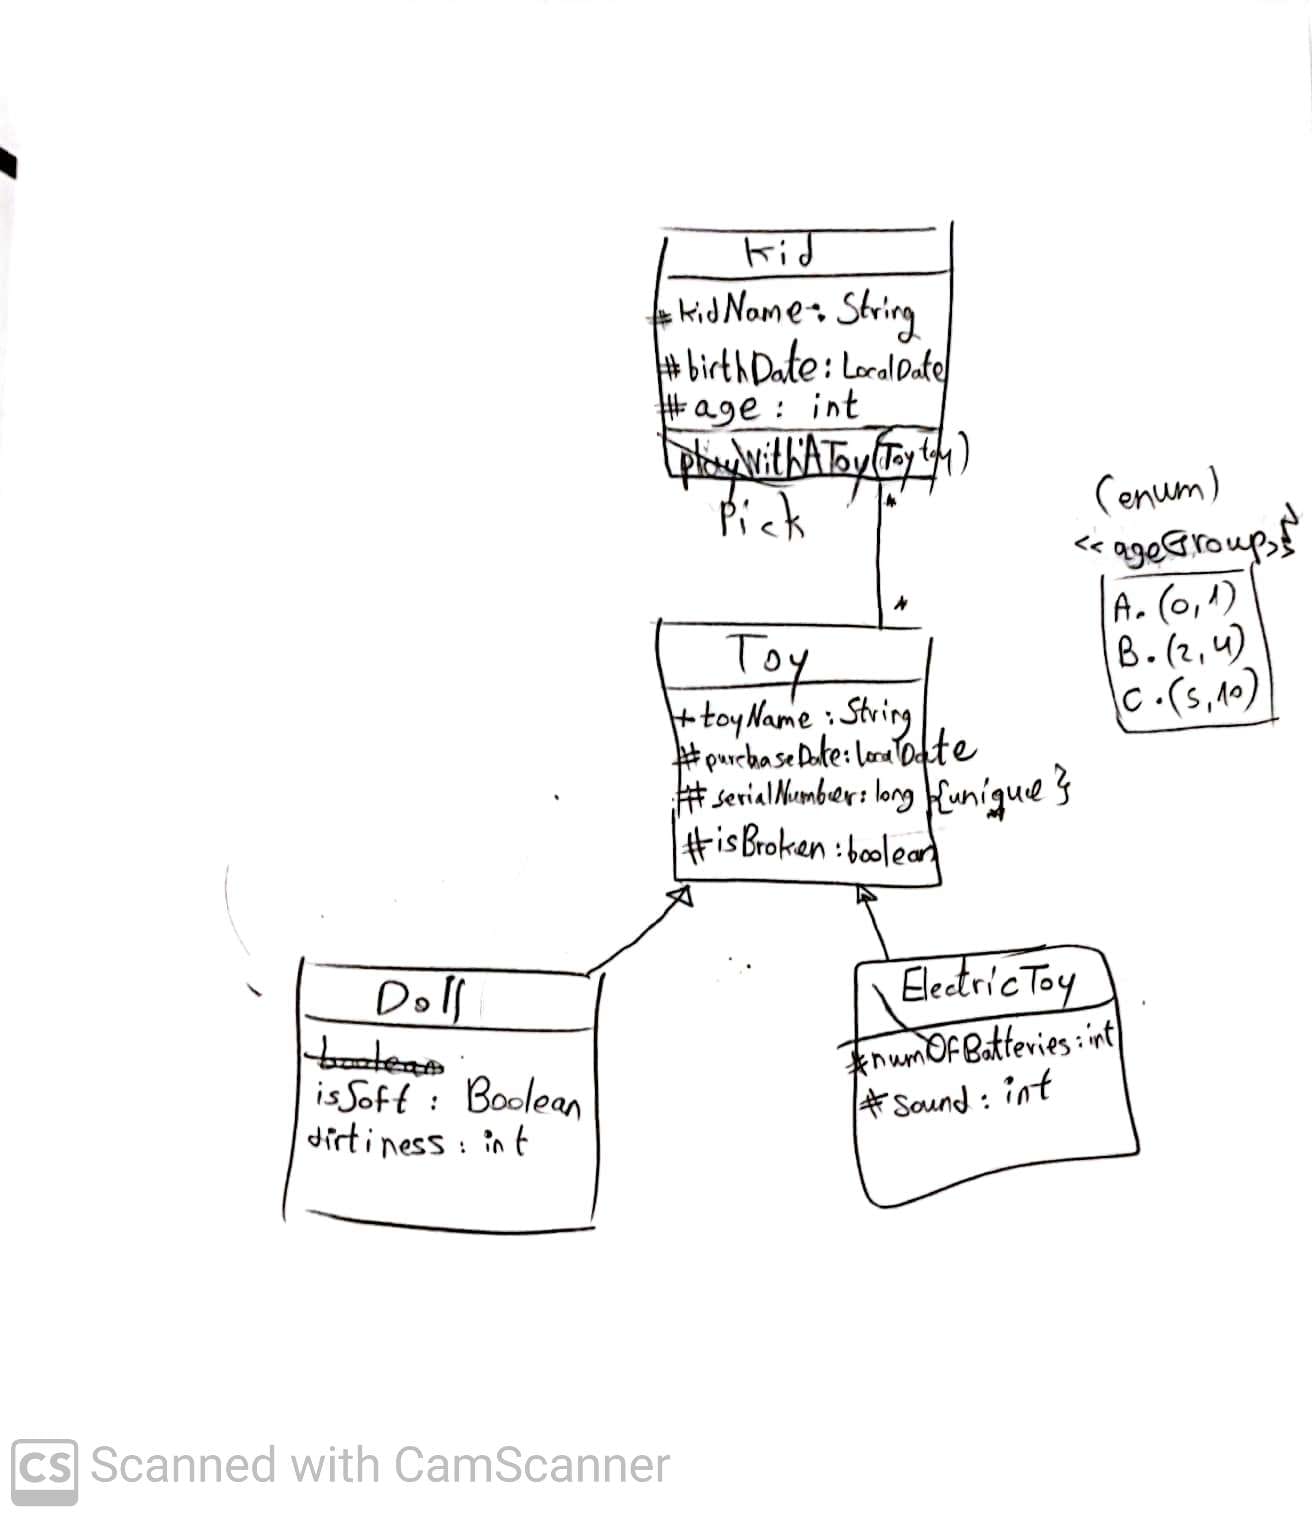 Kid
# kidName : String
# birthDate : LocalDate
# age : int
playWithAToy(Toy toy)
Pick
*
*
(enum)
<<ageGroup>>
A. (0,1)
B. (2,4)
C. (5,10)
Toy
+ toyName : String
# purchaseDate : LocalDate
# serialNumber : long {unique}
# isBroken : boolean
Doll
boolean
isSoft : Boolean
dirtiness : int
ElectricToy
# numOfBatteries : int
# sound : int
CS Scanned with CamScanner